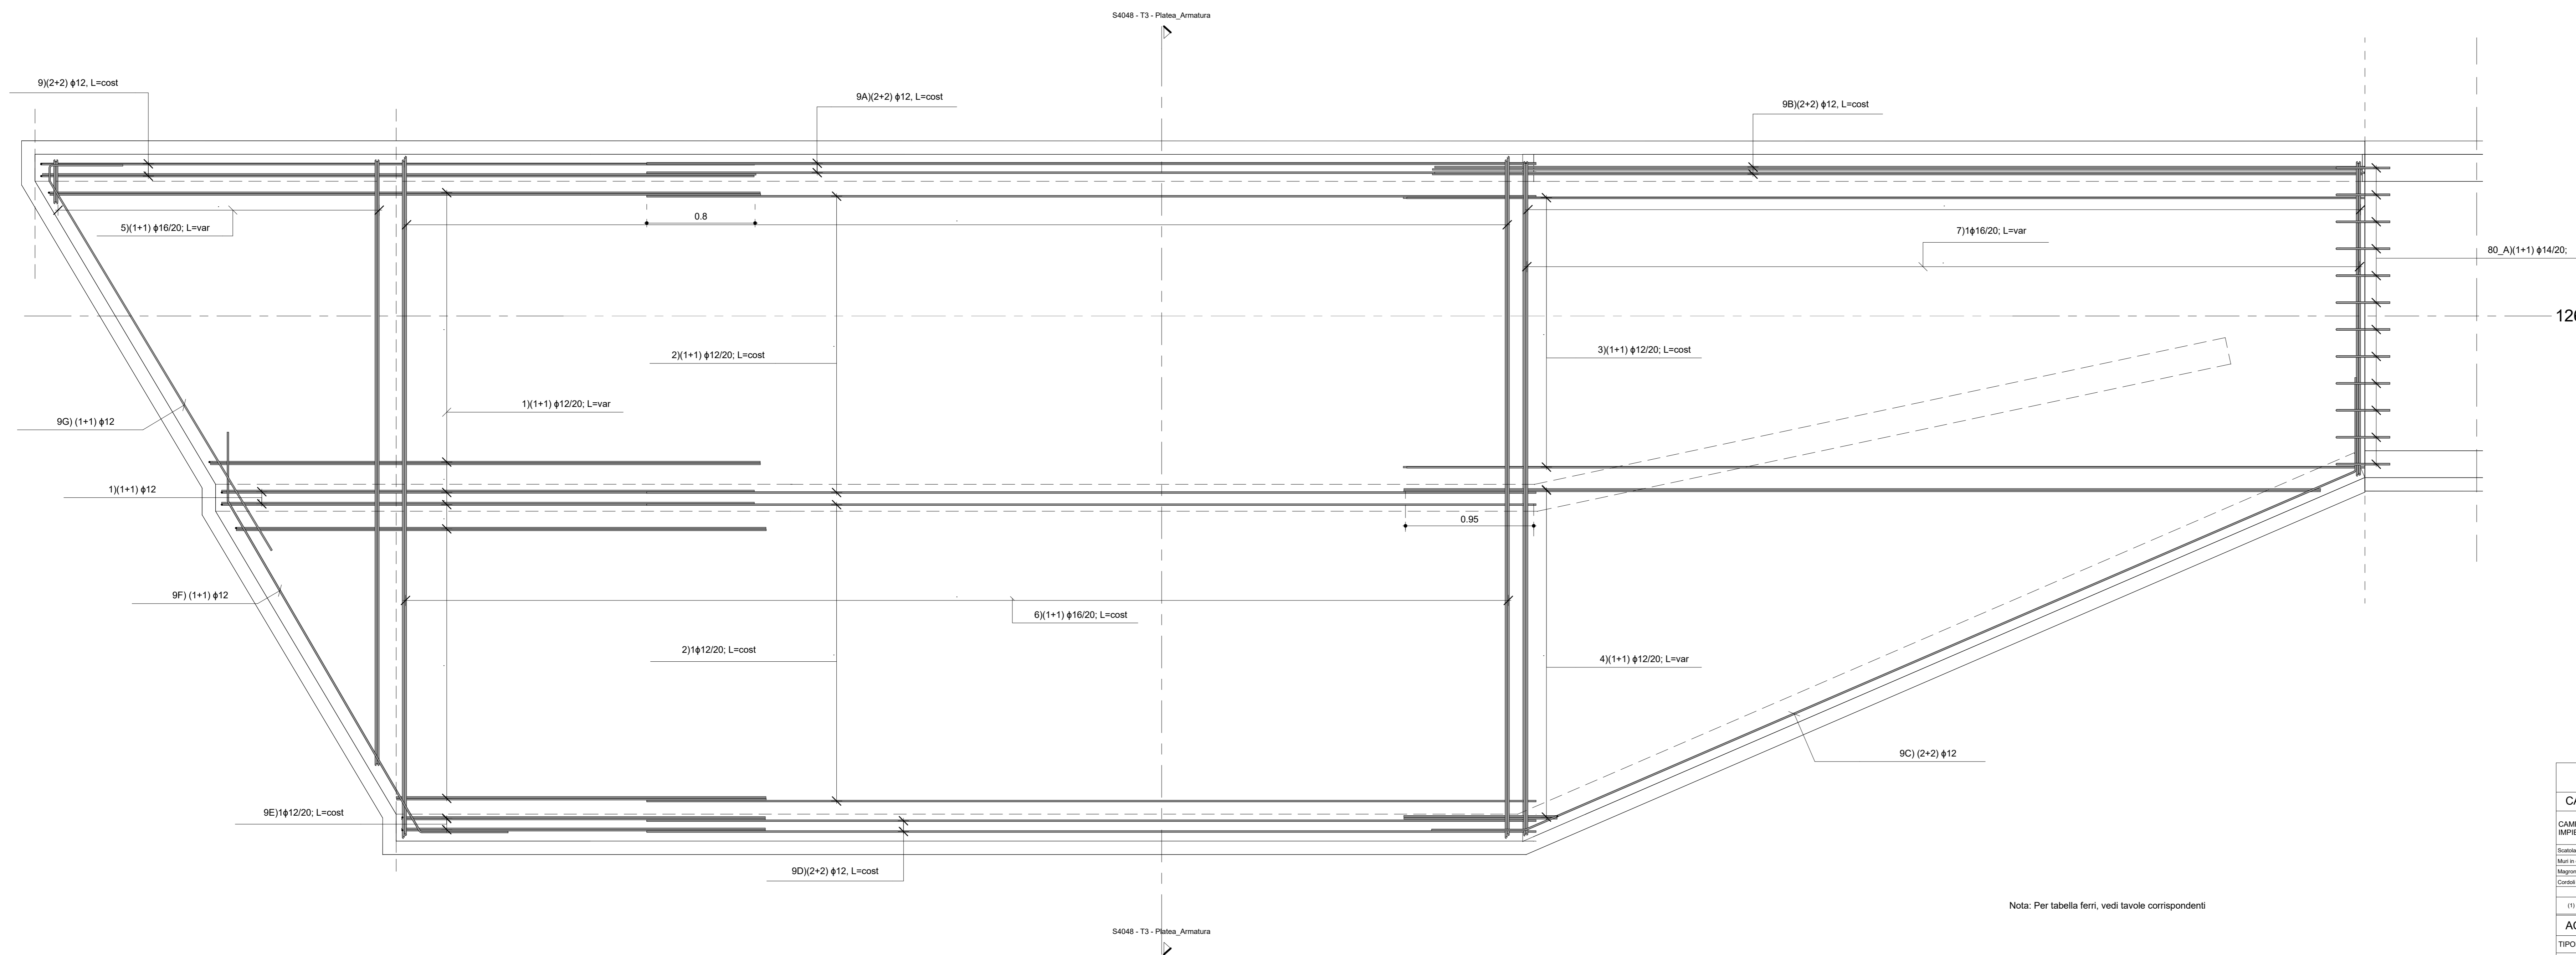 S4048 - T3 - Platea_Armatura
9)(2+2) ϕ12, L=cost
9A)(2+2) ϕ12, L=cost
9B)(2+2) ϕ12, L=cost
0.8
5)(1+1) ϕ16/20; L=var
7)1ϕ16/20; L=var
80_A)(1+1) ϕ14/20;
2)(1+1) ϕ12/20; L=cost
3)(1+1) ϕ12/20; L=cost
1)(1+1) ϕ12/20; L=var
9G) (1+1) ϕ12
1)(1+1) ϕ12
0.95
9F) (1+1) ϕ12
6)(1+1) ϕ16/20; L=cost
2)1ϕ12/20; L=cost
4)(1+1) ϕ12/20; L=var
9C) (2+2) ϕ12
9E)1ϕ12/20; L=cost
9D)(2+2) ϕ12, L=cost
Nota: Per tabella ferri, vedi tavole corrispondenti
S4048 - T3 - Platea_Armatura
Muri in
(1)
TIPO